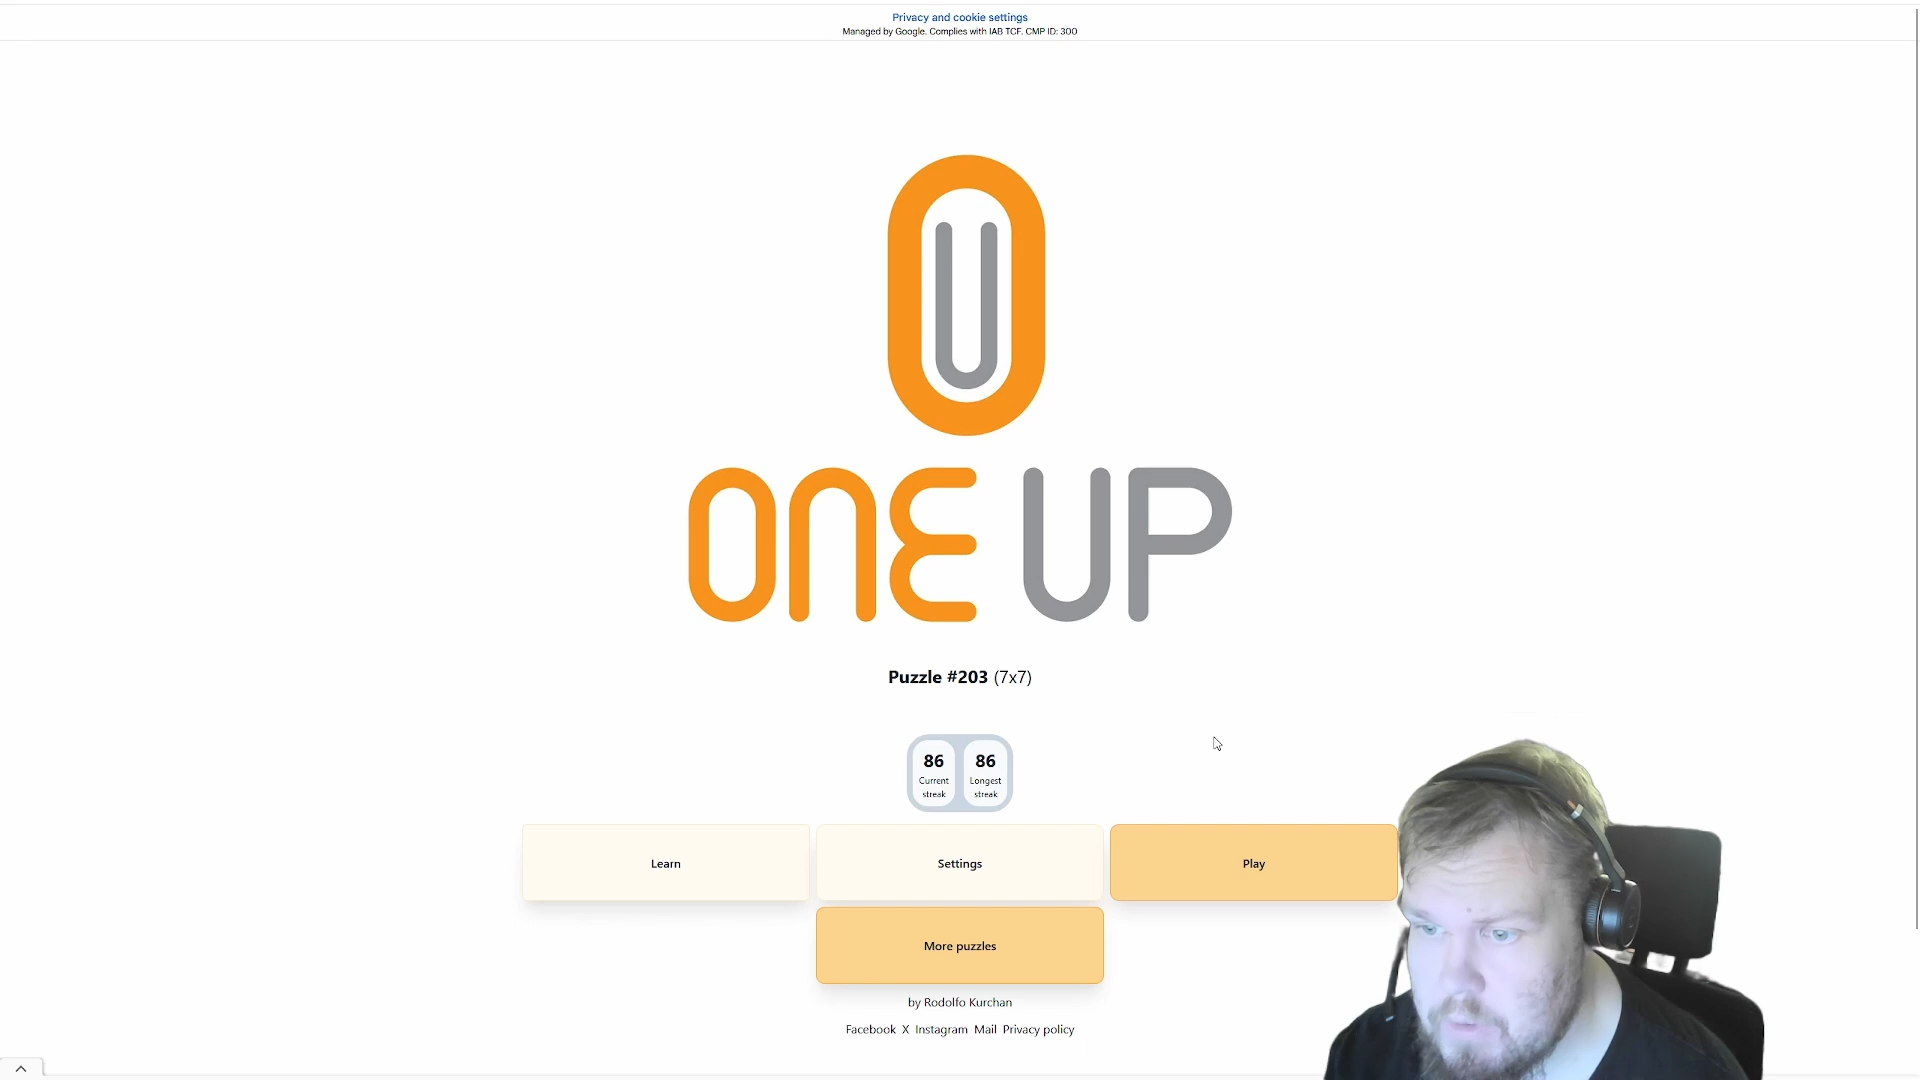 Privacy and cookie settings
Managed by Google. Complies with IAB TCF. CMP ID: 300
U
ONE UP
Puzzle #203 (7x7)
86 86
Current Longest
streak streak
Learn Settings Play
More puzzles
by Rodolfo Kurchan
Facebook X Instagram Mail Privacy policy